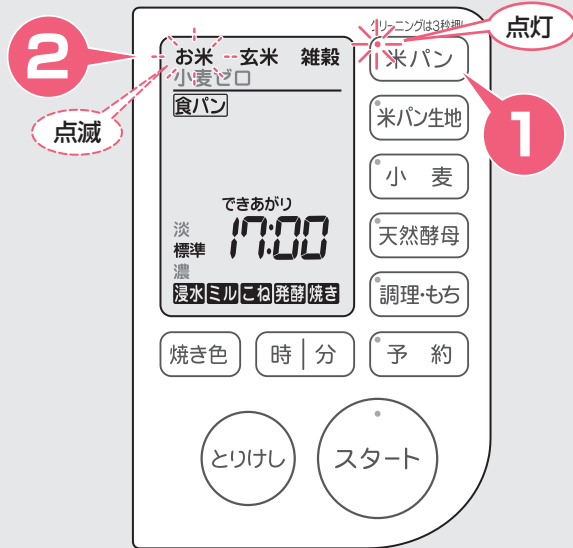 クリーニングは3秒押し
点灯
2
お米 玄米 雑穀
小麦ゼロ
食パン
点滅
米パン
1
米パン生地
小 麦
天然酵母
調理・もち
できあがり
淡
標準
濃
17:00
浸水 ミル こね 発酵 焼き
焼き色
時 | 分
予 約
とりけし
スタート